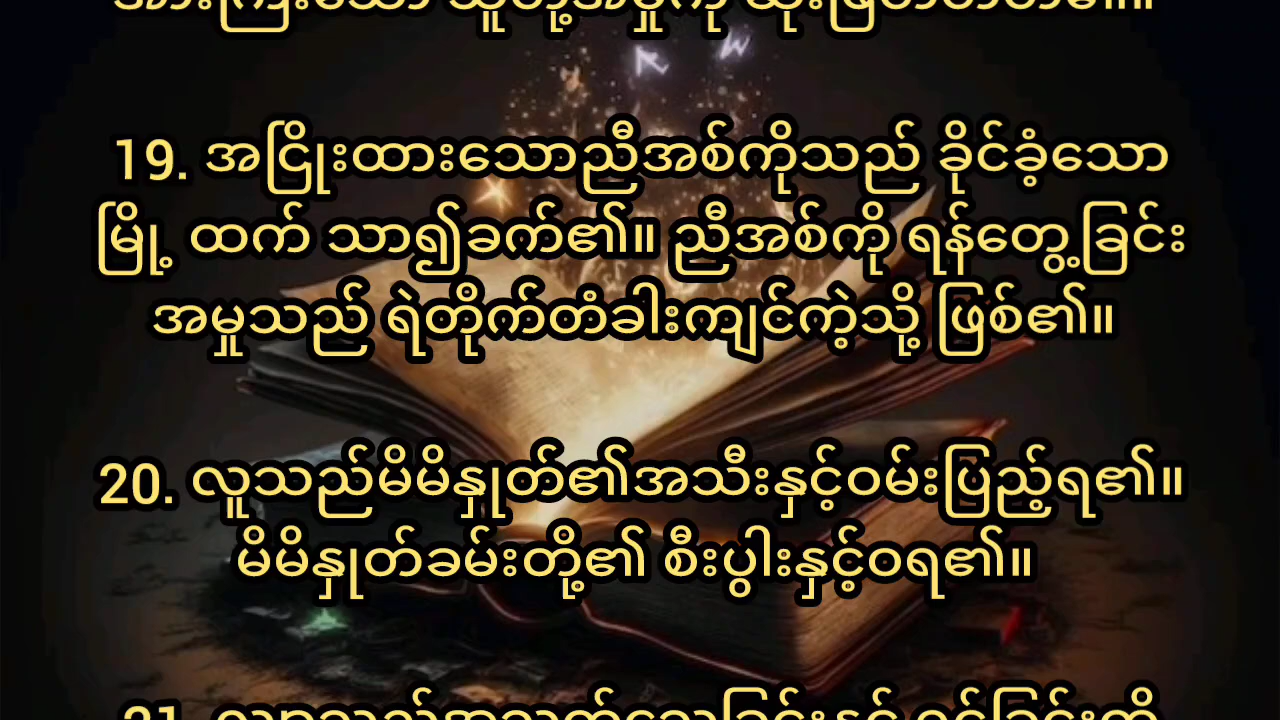 19. အငြိုးထားသောညီအစ်ကိုသည် ခိုင်ခံ့သော
မြို့ ထက် သာ၍ခက်၏။ ညီအစ်ကို ရန်တွေ့ခြင်း
အမှုသည် ရဲတိုက်တံခါးကျင်ကဲ့သို့ ဖြစ်၏။
20. လူသည်မိမိနှုတ်၏အသီးနှင့်ဝမ်းပြည့်ရ၏။
မိမိနှုတ်ခမ်းတို့၏ စီးပွါးနှင့်ဝရ၏။